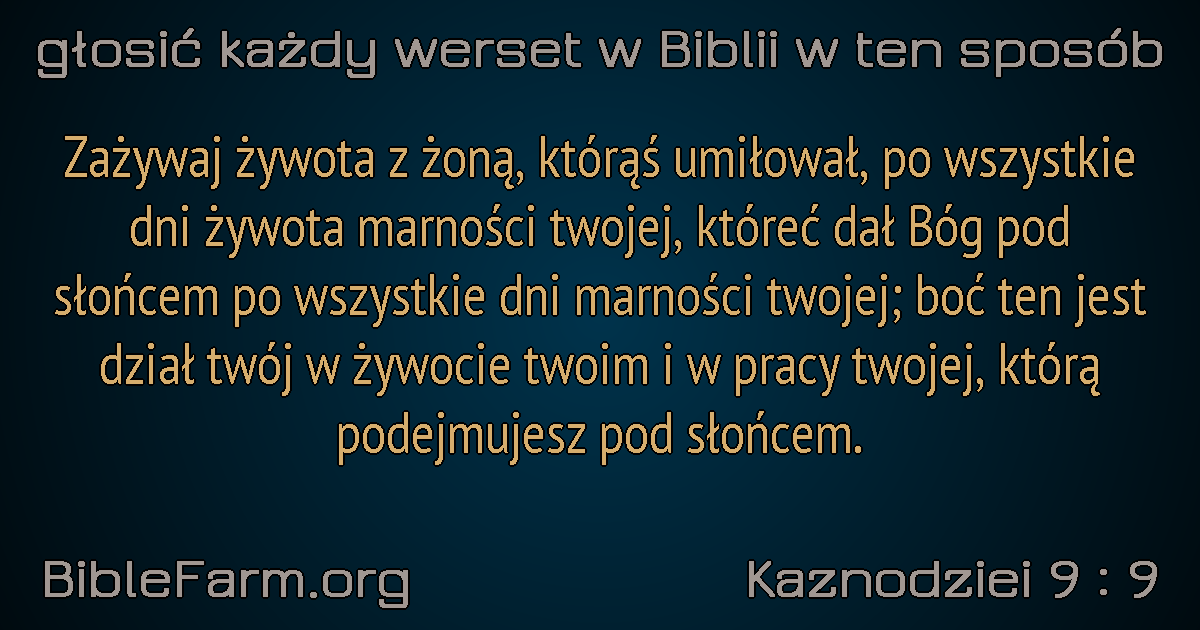 głosić każdy werset w Biblii w ten sposób
Zażywaj żywota z żoną, którąś umiłował, po wszystkie
dni żywota marności twojej, któreć dał Bóg pod
słońcem po wszystkie dni marności twojej; boć ten jest
dział twój w żywocie twoim i w pracy twojej, którą
podejmujesz pod słońcem.
BibleFarm.org
Kaznodziei 9 : 9